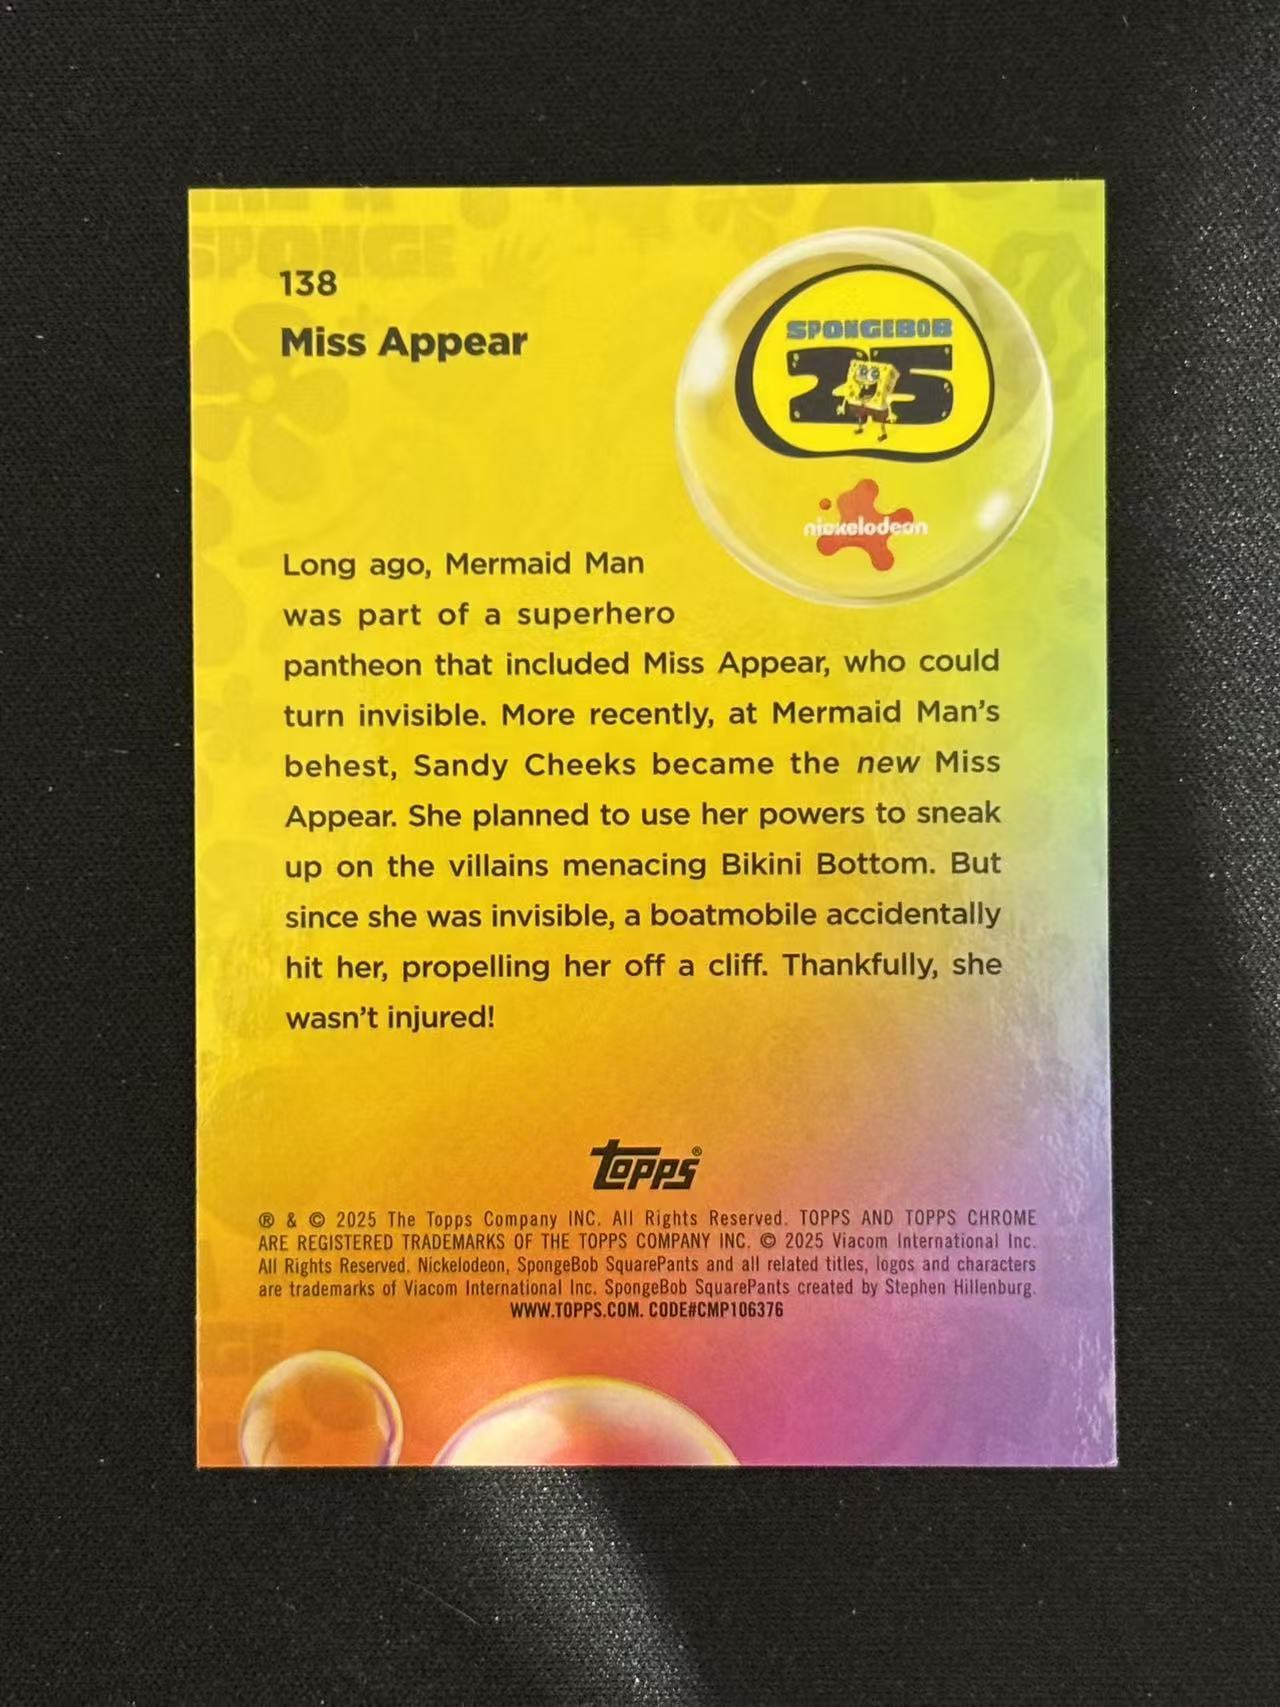 138
Miss Appear
SPONGEBOB
25
nickelodeon
Long ago, Mermaid Man
was part of a superhero
pantheon that included Miss Appear, who could
turn invisible. More recently, at Mermaid Man's
behest, Sandy Cheeks became the new Miss
Appear. She planned to use her powers to sneak
up on the villains menacing Bikini Bottom. But
since she was invisible, a boatmobile accidentally
hit her, propelling her off a cliff. Thankfully, she
wasn't injured!
topps®
® & © 2025 The Topps Company INC. All Rights Reserved. TOPPS AND TOPPS CHROME
ARE REGISTERED TRADEMARKS OF THE TOPPS COMPANY INC. © 2025 Viacom International Inc.
All Rights Reserved. Nickelodeon, SpongeBob SquarePants and all related titles, logos and characters
are trademarks of Viacom International Inc. SpongeBob SquarePants created by Stephen Hillenburg.
WWW.TOPPS.COM. CODE#CMP106376